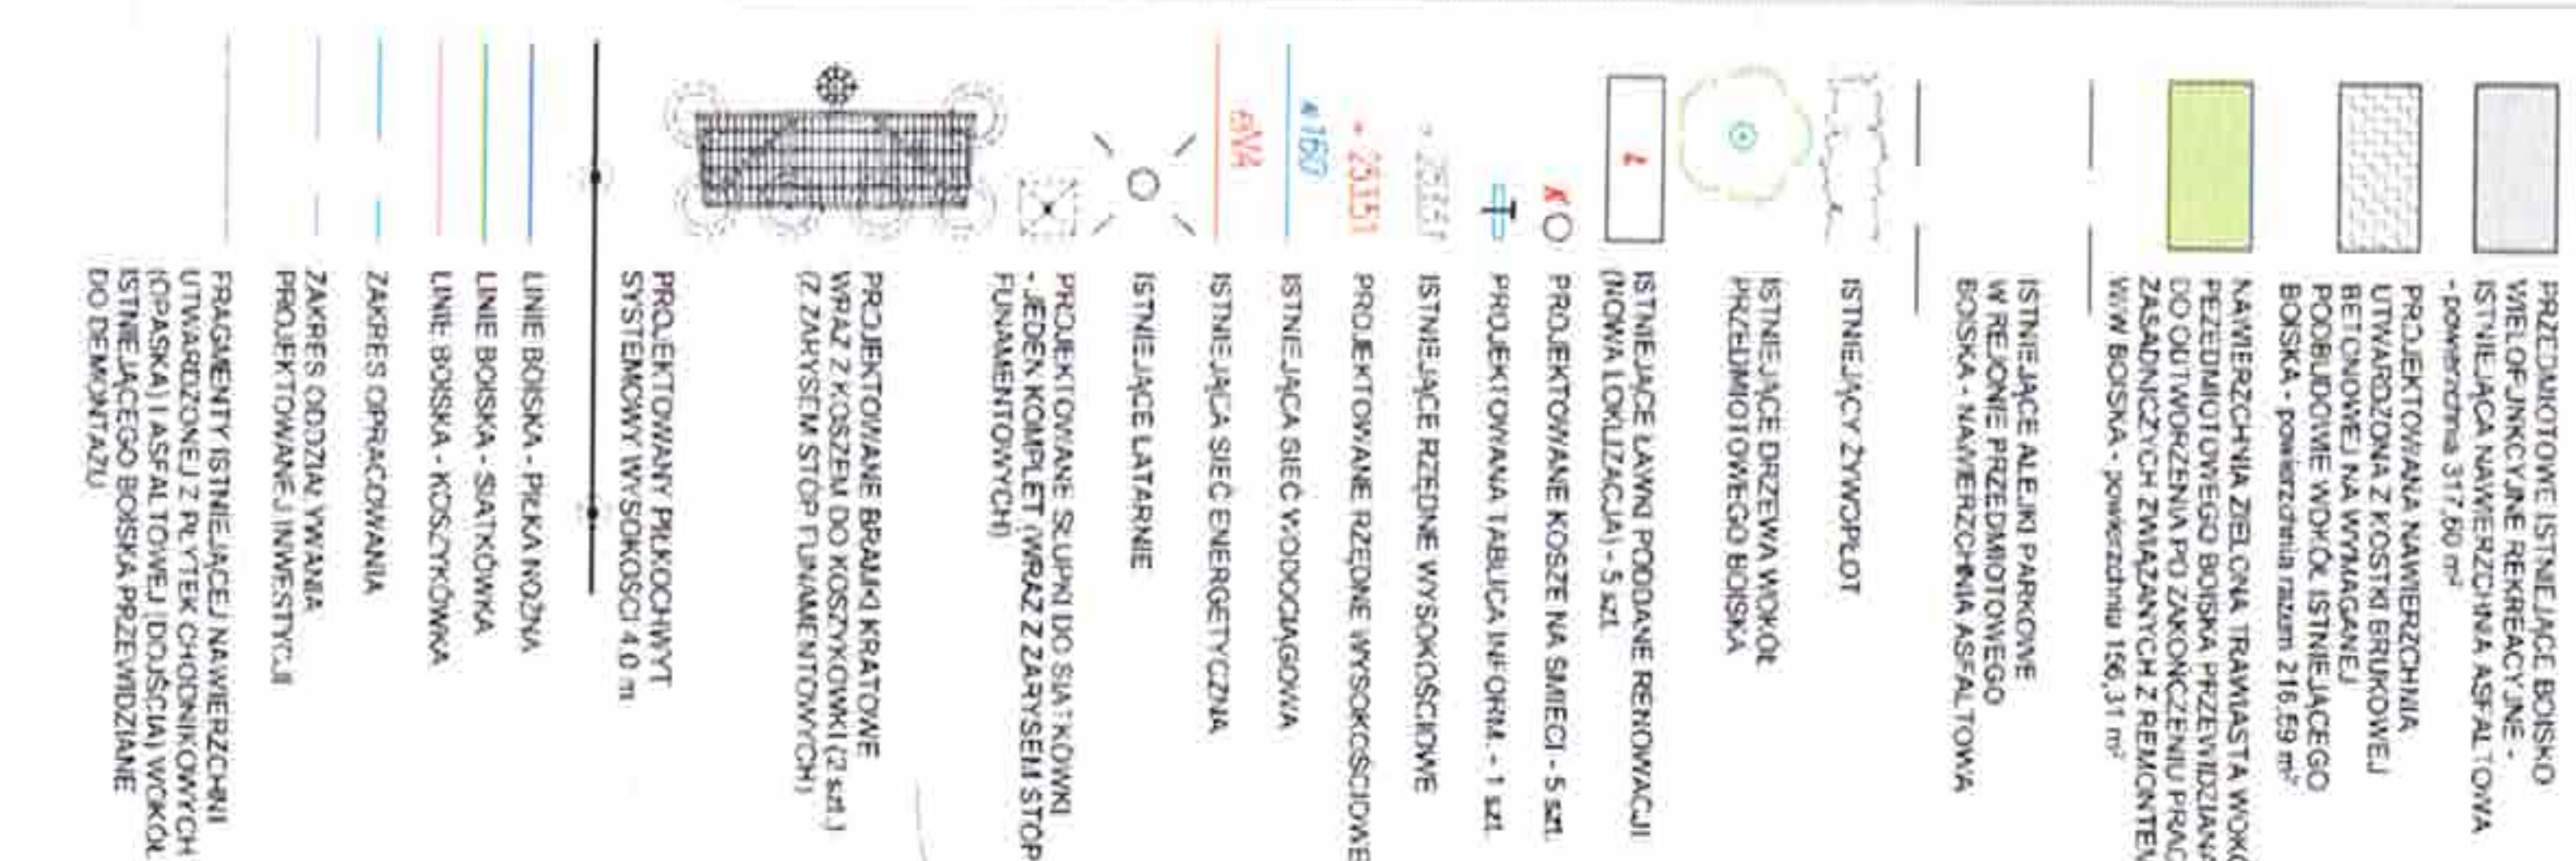 PRZEDMIOTOWE ISTNIEJĄCE BOISKO
WIELOFUNKCYJNE REKREACYJNE -
ISTNIEJĄCA NAWIERZCHNIA ASFALTOWA
- powierzchnia 317,60 m²
PROJEKTOWANA NAWIERZCHNIA
UTWARDZONA Z KOSTKI BRUKOWEJ
BETONOWEJ NA WYMAGANEJ
PODBUDOWIE WOKÓŁ ISTNIEJĄCEGO
BOISKA - powierzchnia razem 216,59 m²
NAWIERZCHNIA ZIELONA TRAWIASTA
PRZEDMIOTOWEGO BOISKA
DO ODTWORZENIA PO ZAKOŃCZENIU
ZASADNICZYCH ZWIĄZANYCH Z
W/W BOISKA - powierzchnia 156,31 m²
ISTNIEJĄCE ALEJKI PARKOWE
W REJONIE PRZEDMIOTOWEGO
BOISKA - NAWIERZCHNIA ASFALTOWA
ISTNIEJĄCY ŻYWOPŁOT
ISTNIEJĄCE DRZEWA WOKÓŁ
PRZEDMIOTOWEGO BOISKA
ISTNIEJĄCE ŁAWKI PODDANE RENOWACJI
(NOWA LOKLIZACJA) - 5 szt.
PROJEKTOWANE KOSZE NA ŚMIECI - 5 szt.
PROJEKTOWANA TABLICA INFORM. - 1 szt.
ISTNIEJĄCE RZĘDNE WYSOKOŚCIOWE
PROJEKTOWANE RZĘDNE WYSOKOŚCIOWE
w160
ISTNIEJĄCA SIEĆ WODOCIĄGOWA
eNA
ISTNIEJĄCA SIEĆ ENERGETYCZNA
ISTNIEJĄCE LATARNIE
PROJEKTOWANE SŁUPKI DO SIATKÓWKI
- JEDEN KOMPLET (WRAZ Z ZARYSEM STÓP
FUNAMENTOWYCH)
PROJEKTOWANE BRAMKI KRATOWE
WRAZ Z KOSZEM DO KOSZYKÓWKI (2 szt.)
(Z ZARYSEM STÓP FUNAMENTOWYCH)
PROJEKTOWANY PIŁKOCHWYT
SYSTEMOWY WYSOKOŚCI 4.0 m
LINIE BOISKA - PIŁKA NOŻNA
LINIE BOISKA - SIATKÓWKA
LINIE BOISKA - KOSZYKÓWKA
ZAKRES OPRACOWANIA
ZAKRES ODDZIAŁYWANIA
PROJEKTOWANEJ INWESTYCJI
FRAGMENTY ISTNIEJĄCEJ NAWIERZCHNI
UTWARDZONEJ Z PŁYTEK CHODNIKOWYCH
(OPASKA) I ASFALTOWEJ (DOJŚCIA) WOKÓŁ
ISTNIEJĄCEGO BOISKA PRZEWIDZIANE
DO DEMONTAŻU